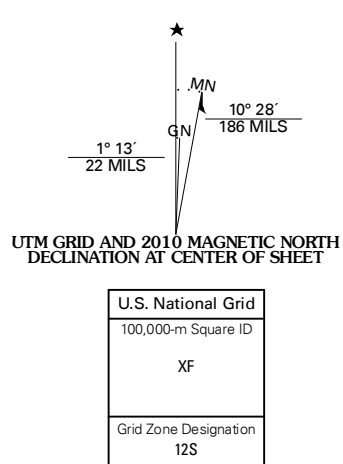 MN
GN
10° 28´
186 MILS
1° 13´
22 MILS
UTM GRID AND 2010 MAGNETIC NORTH
DECLINATION AT CENTER OF SHEET
U.S. National Grid
100,000-m Square ID
XF
Grid Zone Designation
12S